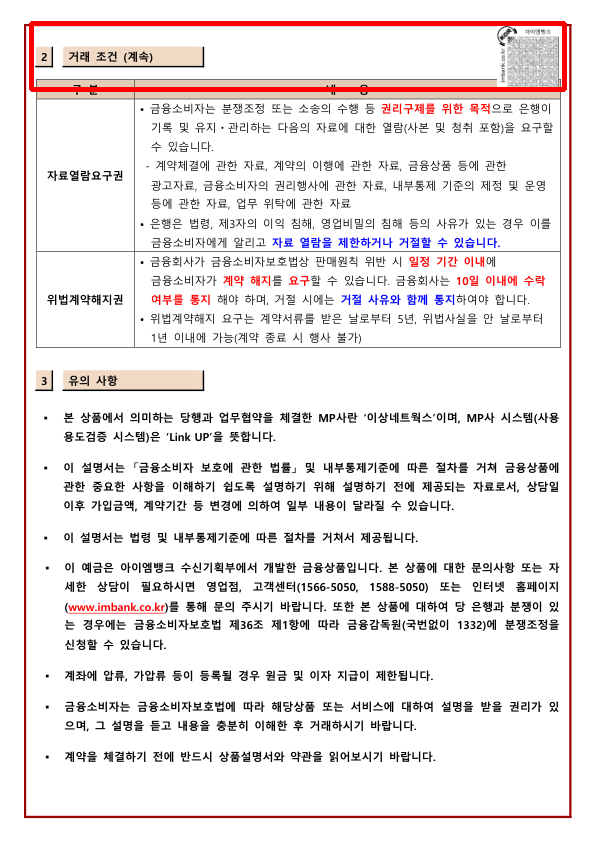 아이엠뱅크
imbank.co.kr
2 거래 조건 (계속)
구 분 내 용
• 금융소비자는 분쟁조정 또는 소송의 수행 등 권리구제를 위한 목적으로 은행이
기록 및 유지·관리하는 다음의 자료에 대한 열람(사본 및 청취 포함)을 요구할
수 있습니다.
- 계약체결에 관한 자료, 계약의 이행에 관한 자료, 금융상품 등에 관한
자료열람요구권
광고자료, 금융소비자의 권리행사에 관한 자료, 내부통제 기준의 제정 및 운영
등에 관한 자료, 업무 위탁에 관한 자료
• 은행은 법령, 제3자의 이익 침해, 영업비밀의 침해 등의 사유가 있는 경우 이를
금융소비자에게 알리고 자료 열람을 제한하거나 거절할 수 있습니다.
• 금융회사가 금융소비자보호법상 판매원칙 위반 시 일정 기간 이내에
금융소비자가 계약 해지를 요구할 수 있습니다. 금융회사는 10일 이내에 수락
위법계약해지권
여부를 통지 해야 하며, 거절 시에는 거절 사유와 함께 통지하여야 합니다.
• 위법계약해지 요구는 계약서류를 받은 날로부터 5년, 위법사실을 안 날로부터
1년 이내에 가능(계약 종료 시 행사 불가)
3 유의 사항
▪ 본 상품에서 의미하는 당행과 업무협약을 체결한 MP사란 '이상네트웍스'이며, MP사 시스템(사용
용도검증 시스템)은 'Link UP'을 뜻합니다.
▪ 이 설명서는「금융소비자 보호에 관한 법률」및 내부통제기준에 따른 절차를 거쳐 금융상품에
관한 중요한 사항을 이해하기 쉽도록 설명하기 위해 설명하기 전에 제공되는 자료로서, 상담일
이후 가입금액, 계약기간 등 변경에 의하여 일부 내용이 달라질 수 있습니다.
▪ 이 설명서는 법령 및 내부통제기준에 따른 절차를 거쳐서 제공됩니다.
▪ 이 예금은 아이엠뱅크 수신기획부에서 개발한 금융상품입니다. 본 상품에 대한 문의사항 또는 자
세한 상담이 필요하시면 영업점, 고객센터(1566-5050, 1588-5050) 또는 인터넷 홈페이지
(www.imbank.co.kr)를 통해 문의 주시기 바랍니다. 또한 본 상품에 대하여 당 은행과 분쟁이 있
는 경우에는 금융소비자보호법 제36조 제1항에 따라 금융감독원(국번없이 1332)에 분쟁조정을
신청할 수 있습니다.
▪ 계좌에 압류, 가압류 등이 등록될 경우 원금 및 이자 지급이 제한됩니다.
▪ 금융소비자는 금융소비자보호법에 따라 해당상품 또는 서비스에 대하여 설명을 받을 권리가 있
으며, 그 설명을 듣고 내용을 충분히 이해한 후 거래하시기 바랍니다.
▪ 계약을 체결하기 전에 반드시 상품설명서와 약관을 읽어보시기 바랍니다.